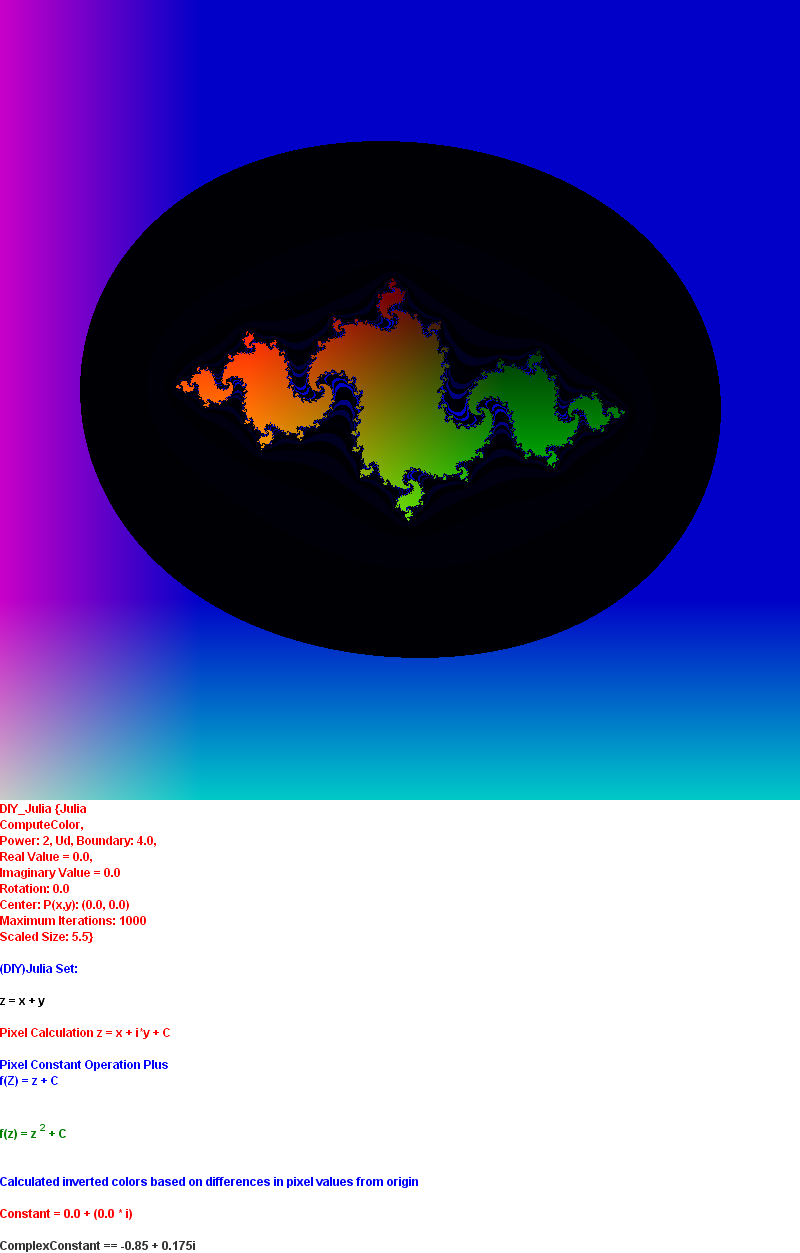 DIY_Julia {Julia
ComputeColor,
Power: 2, Ud, Boundary: 4.0,
Real Value = 0.0,
Imaginary Value = 0.0
Rotation: 0.0
Center: P(x,y): (0.0, 0.0)
Maximum Iterations: 1000
Scaled Size: 5.5}
(DIY)Julia Set:
z = x + y
Pixel Calculation z = x + i*y + C
Pixel Constant Operation Plus
f(Z) = z + C
f(z) = z ² + C
Calculated inverted colors based on differences in pixel values from origin
Constant = 0.0 + (0.0 * i)
ComplexConstant == -0.85 + 0.175i